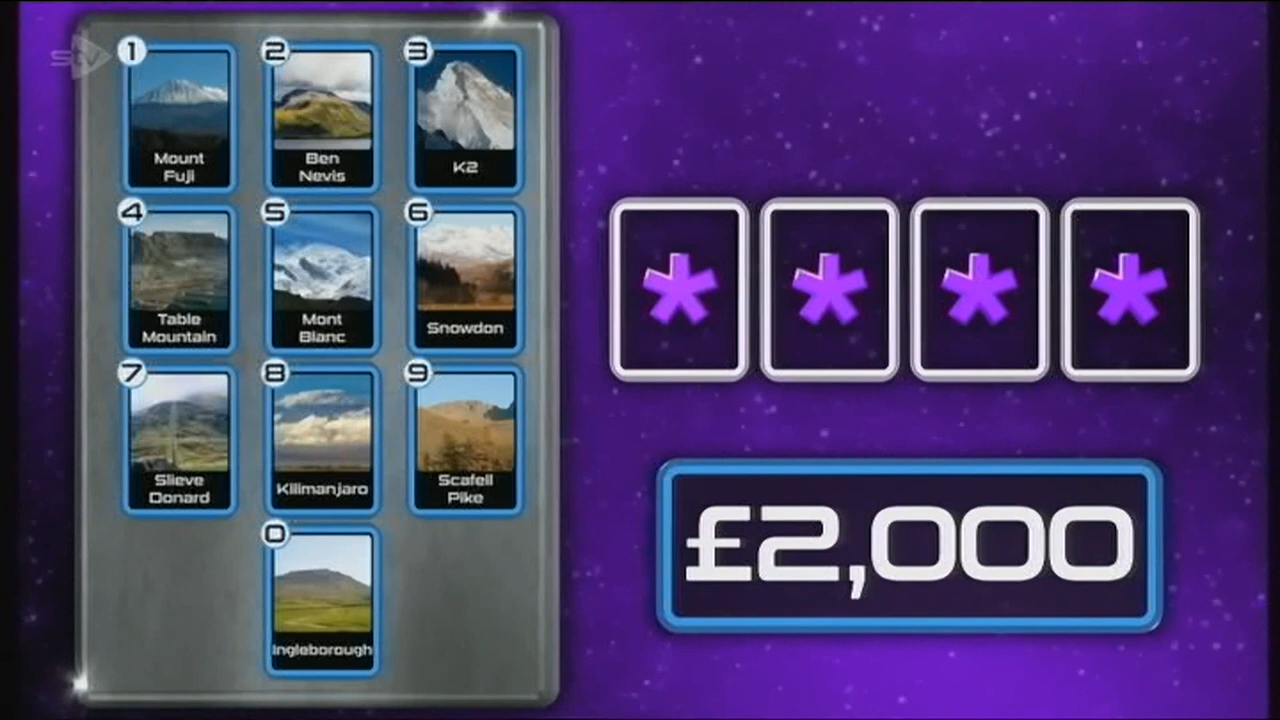 STV
1
Mount
Fuji
2
Ben
Nevis
3
K2
4
Table
Mountain
5
Mont
Blanc
6
Snowdon
7
Slieve
Donard
8
Kilimanjaro
9
Scafell
Pike
0
Ingleborough
* * * *
£2,000